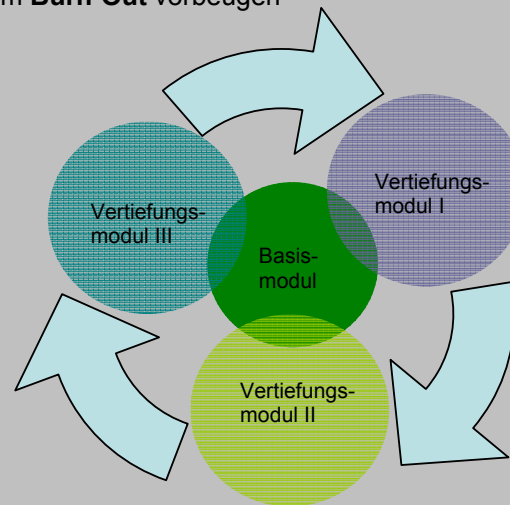 m Burn Out vorbeugen
Vertiefungs-
modul I
Vertiefungs-
modul III
Basis-
modul
Vertiefungs-
modul II